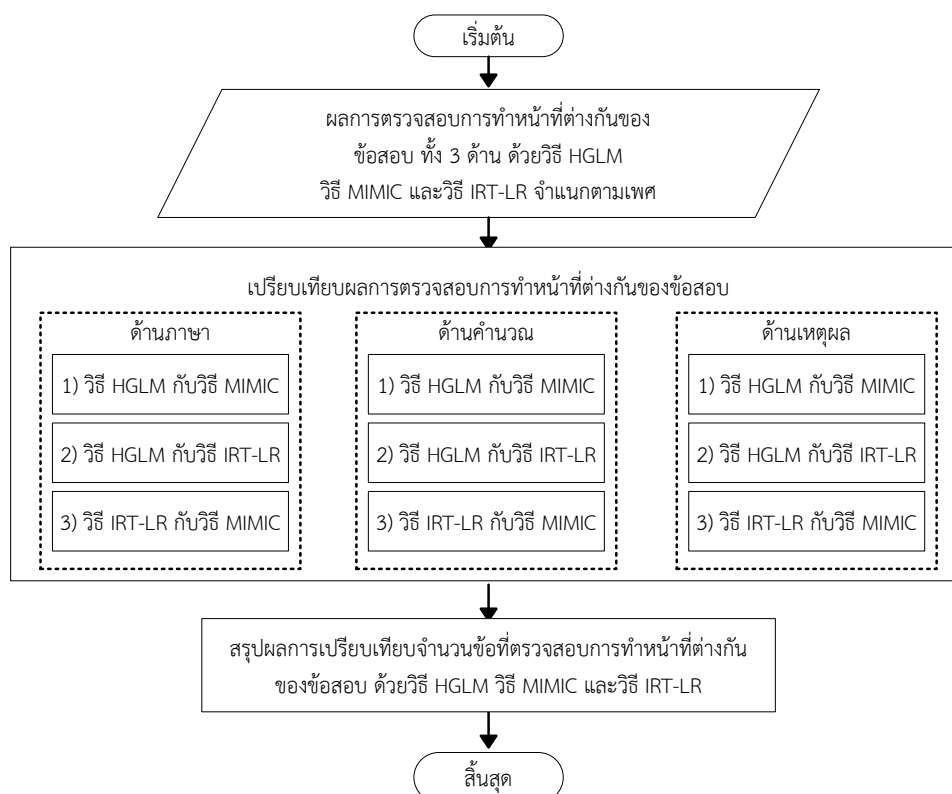 เริ่มต้น
ผลการตรวจสอบการทำหน้าที่ต่างกันของ
ข้อสอบ ทั้ง 3 ด้าน ด้วยวิธี HGLM
วิธี MIMIC และวิธี IRT-LR จำแนกตามเพศ
เปรียบเทียบผลการตรวจสอบการทำหน้าที่ต่างกันของข้อสอบ
ด้านภาษา
1) วิธี HGLM กับวิธี MIMIC
2) วิธี HGLM กับวิธี IRT-LR
3) วิธี IRT-LR กับวิธี MIMIC
ด้านคำนวณ
1) วิธี HGLM กับวิธี MIMIC
2) วิธี HGLM กับวิธี IRT-LR
3) วิธี IRT-LR กับวิธี MIMIC
ด้านเหตุผล
1) วิธี HGLM กับวิธี MIMIC
2) วิธี HGLM กับวิธี IRT-LR
3) วิธี IRT-LR กับวิธี MIMIC
สรุปผลการเปรียบเทียบจำนวนข้อที่ตรวจสอบการทำหน้าที่ต่างกัน
ของข้อสอบ ด้วยวิธี HGLM วิธี MIMIC และวิธี IRT-LR
สิ้นสุด